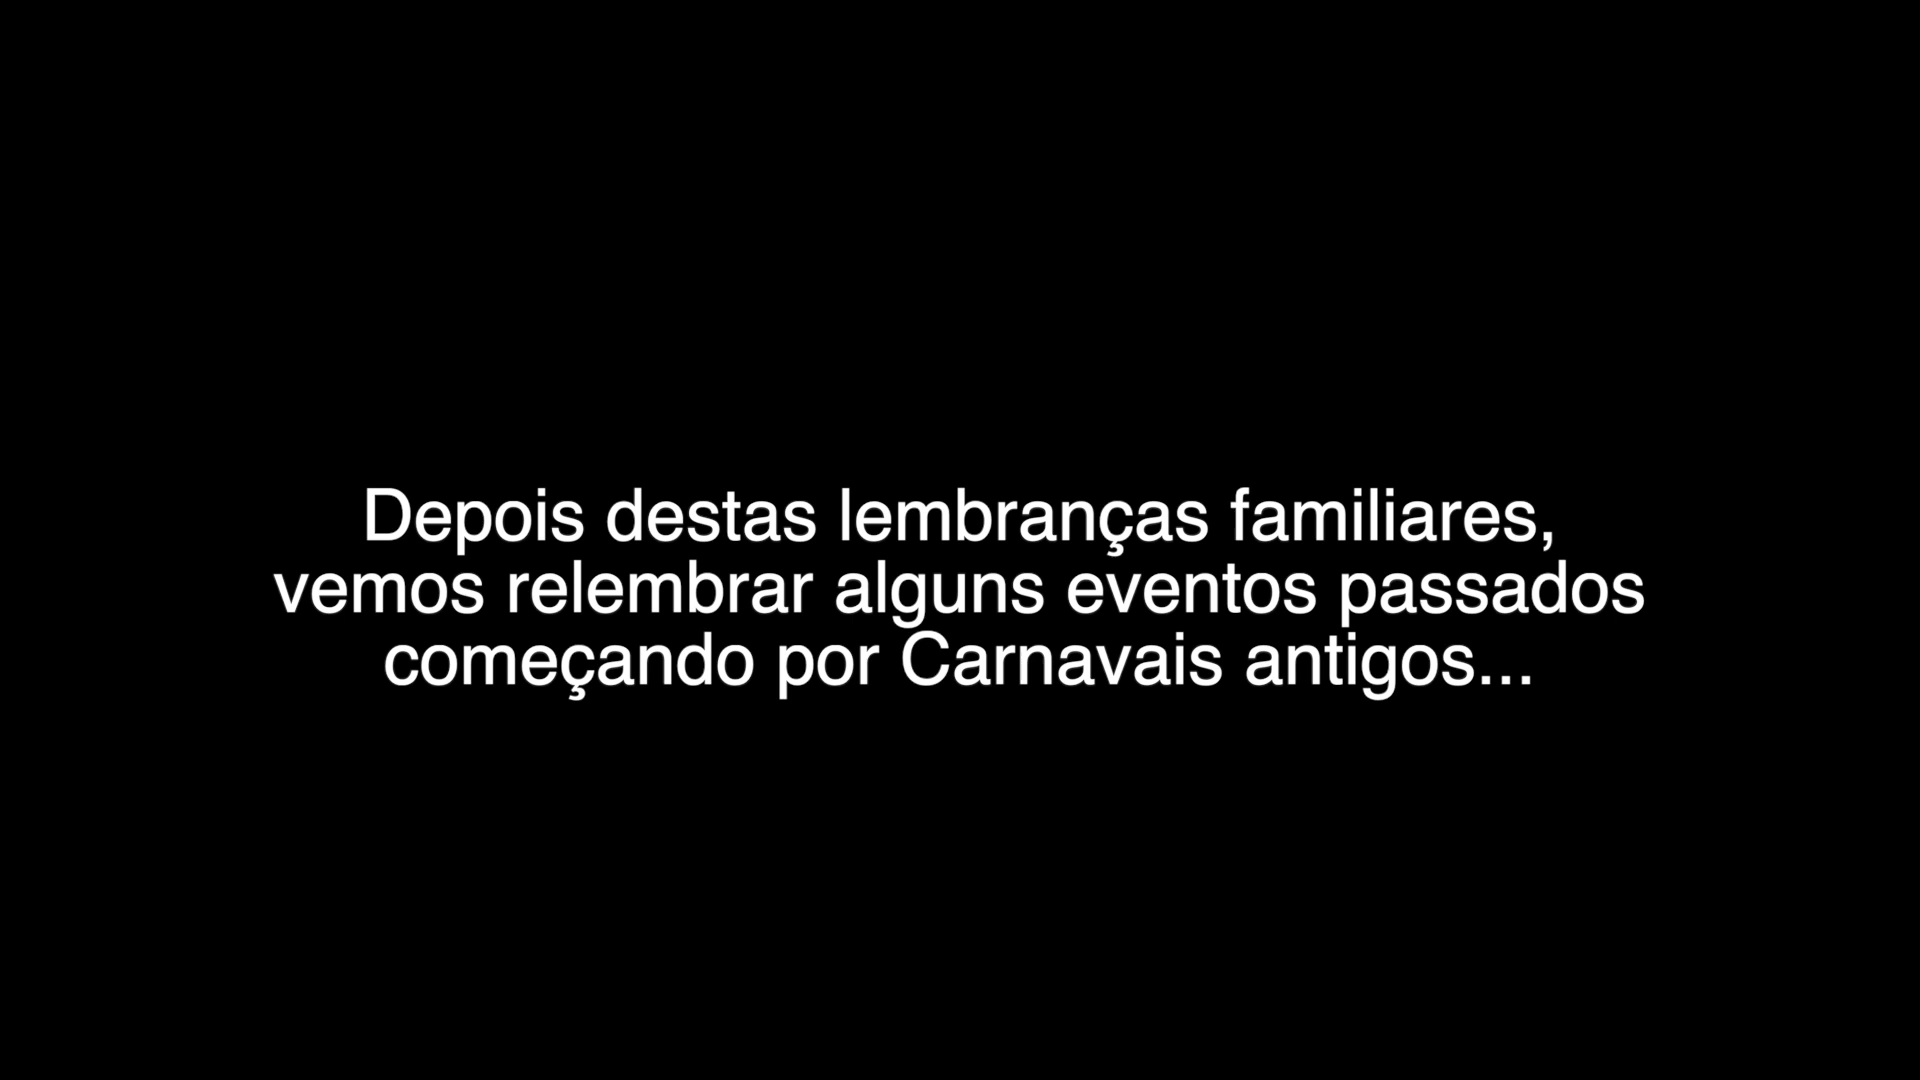 Depois destas lembranças familiares,
vemos relembrar alguns eventos passados
começando por Carnavais antigos...